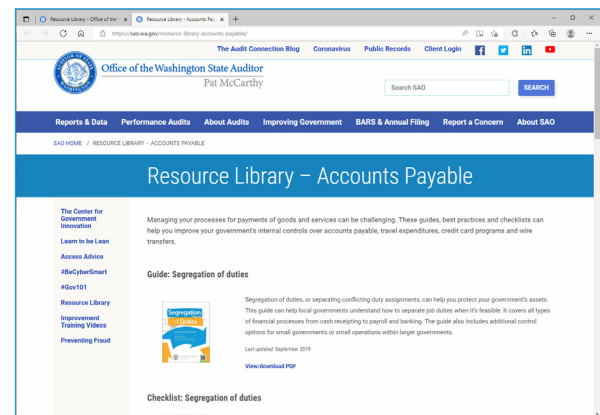 Resource Library - Office of the
Resource Library - Accounts Pay
https://sao.wa.gov/resource-library-accounts-payable/
The Audit Connection Blog Coronavirus Public Records Client Login
Office of the Washington State Auditor
Pat McCarthy
Search SAO
SEARCH
Reports & Data Performance Audits About Audits Improving Government BARS & Annual Filing Report a Concern About SAO
SAO HOME / RESOURCE LIBRARY – ACCOUNTS PAYABLE
Resource Library – Accounts Payable
The Center for
Government
Innovation
Learn to be Lean
Access Advice
#BeCyberSmart
#Gov101
Resource Library
Improvement
Training Videos
Preventing Fraud
Managing your processes for payments of goods and services can be challenging. These guides, best practices and checklists can
help you improve your government's internal controls over accounts payable, travel expenditures, credit card programs and wire
transfers.
Guide: Segregation of duties
Segregation
of Duties
Segregation of duties, or separating conflicting duty assignments, can help you protect your government's assets.
This guide can help local governments understand how to separate job duties when it's feasible. It covers all types
of financial processes from cash receipting to payroll and banking. The guide also includes additional control
options for small governments or small operations within larger governments.
Last updated: September 2019
View/download PDF
Checklist: Segregation of duties